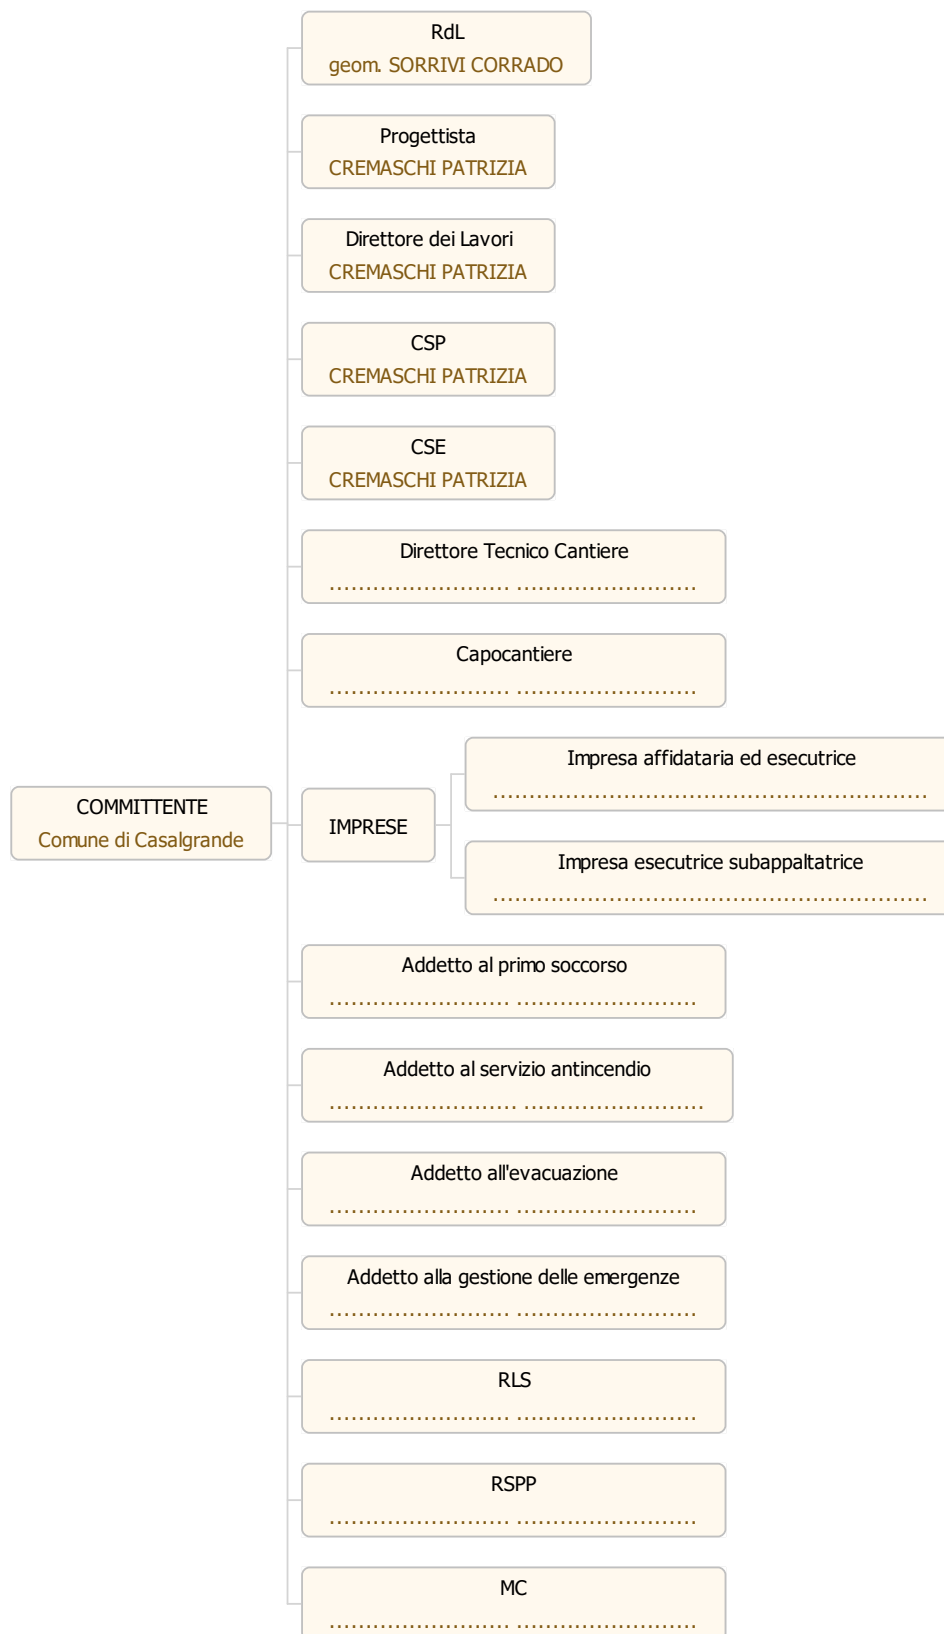 RdL
geom. SORRIVI CORRADO
Progettista
CREMASCHI PATRIZIA
Direttore dei Lavori
CREMASCHI PATRIZIA
CSP
CREMASCHI PATRIZIA
CSE
CREMASCHI PATRIZIA
Direttore Tecnico Cantiere
......................... .........................
Capocantiere
......................... .........................
COMMITTENTE
Comune di Casalgrande
IMPRESE
Impresa affidataria ed esecutrice
............................................................
Impresa esecutrice subappaltatrice
............................................................
Addetto al primo soccorso
......................... .........................
Addetto al servizio antincendio
.......................... .........................
Addetto all'evacuazione
......................... .........................
Addetto alla gestione delle emergenze
......................... .........................
RLS
......................... .........................
RSPP
......................... .........................
MC
......................... .........................